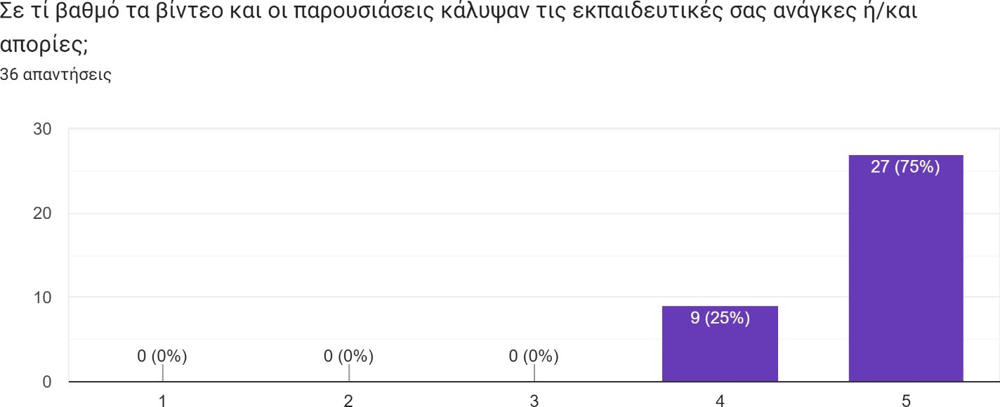 Σε τί βαθμό τα βίντεο και οι παρουσιάσεις κάλυψαν τις εκπαιδευτικές σας ανάγκες ή/και
απορίες;
36 απαντήσεις
30
27 (75%)
20
10
9 (25%)
0 (0%) 0 (0%) 0 (0%)
0
1 2 3 4 5